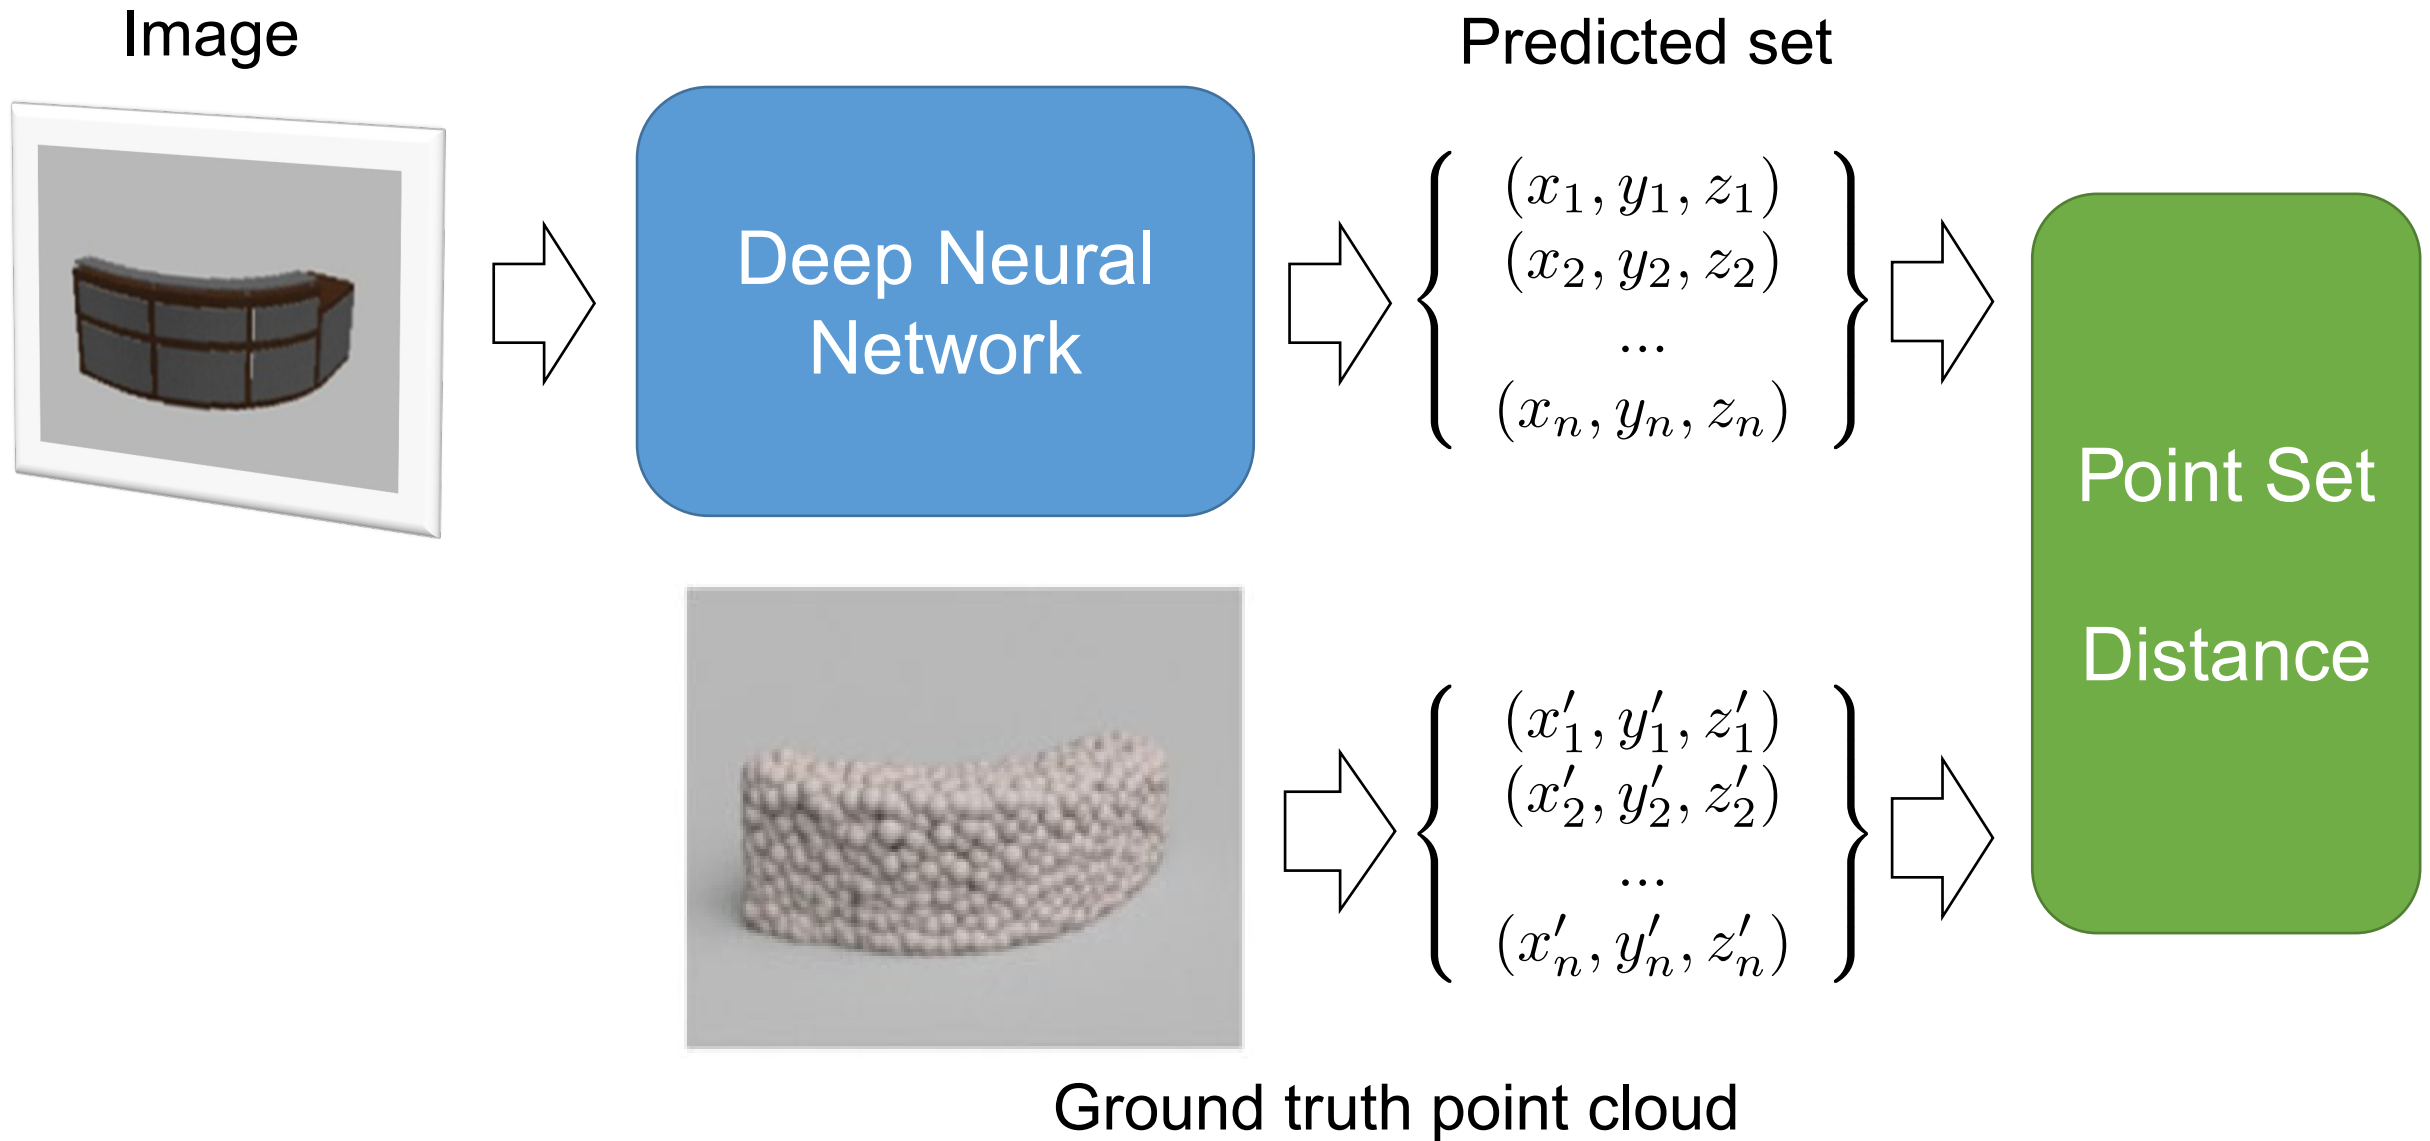 Image
Predicted set
Deep Neural
Network
(x₁, y₁, z₁)
(x₂, y₂, z₂)
...
(xₙ, yₙ, zₙ)
Point Set
Distance
(x′₁, y′₁, z′₁)
(x′₂, y′₂, z′₂)
...
(x′ₙ, y′ₙ, z′ₙ)
Ground truth point cloud